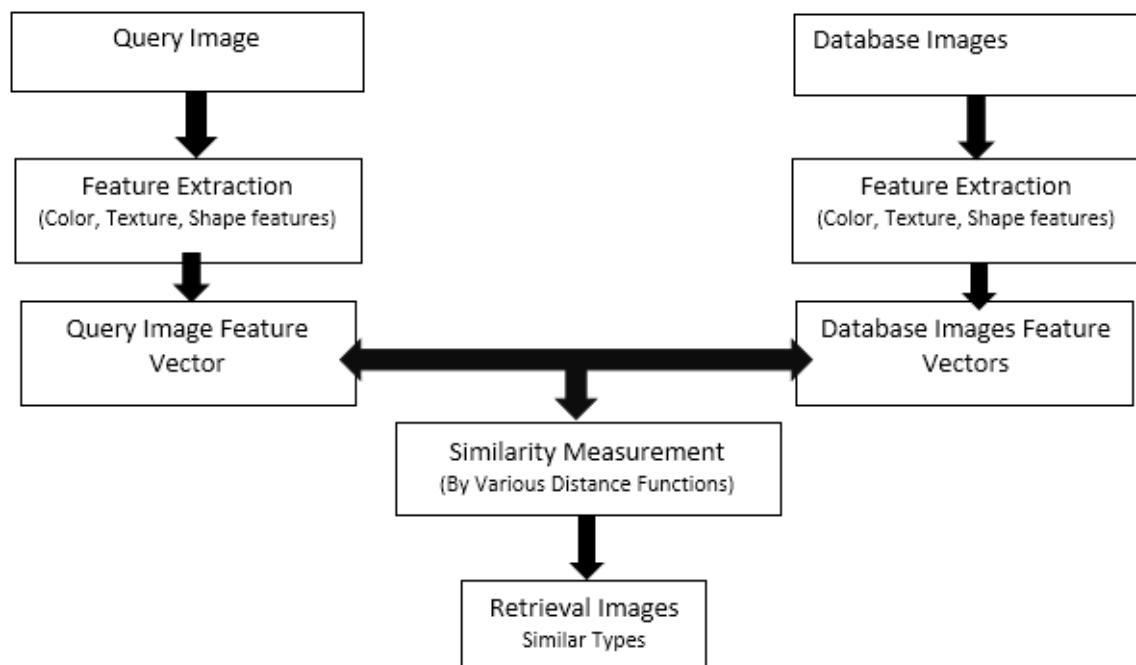 Query Image
Database Images
Feature Extraction
(Color, Texture, Shape features)
Feature Extraction
(Color, Texture, Shape features)
Query Image Feature
Vector
Database Images Feature
Vectors
Similarity Measurement
(By Various Distance Functions)
Retrieval Images
Similar Types